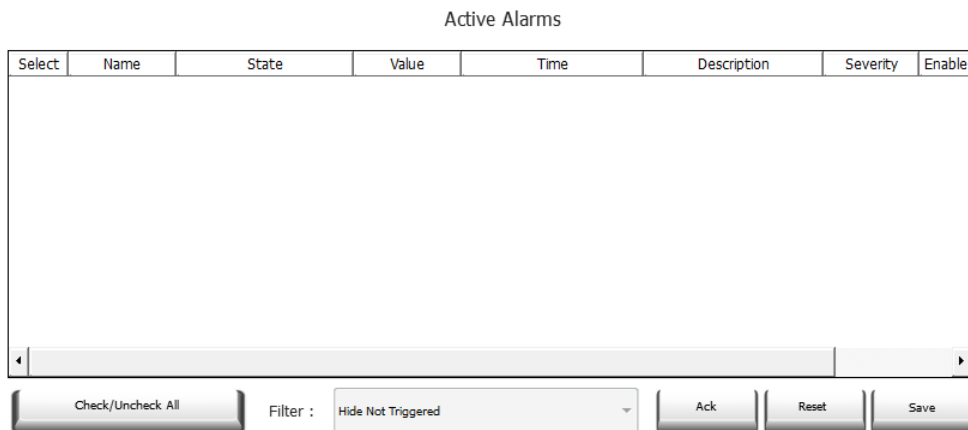 Active Alarms
Select Name State Value Time Description Severity Enable
Check/Uncheck All Filter : Hide Not Triggered Ack Reset Save